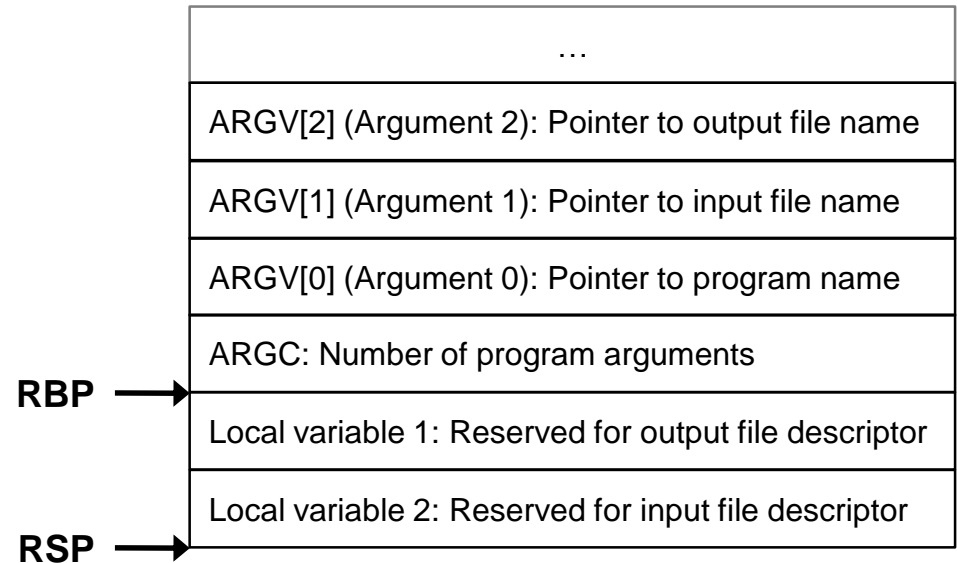 …
ARGV[2] (Argument 2): Pointer to output file name
ARGV[1] (Argument 1): Pointer to input file name
ARGV[0] (Argument 0): Pointer to program name
ARGC: Number of program arguments
RBP
Local variable 1: Reserved for output file descriptor
Local variable 2: Reserved for input file descriptor
RSP